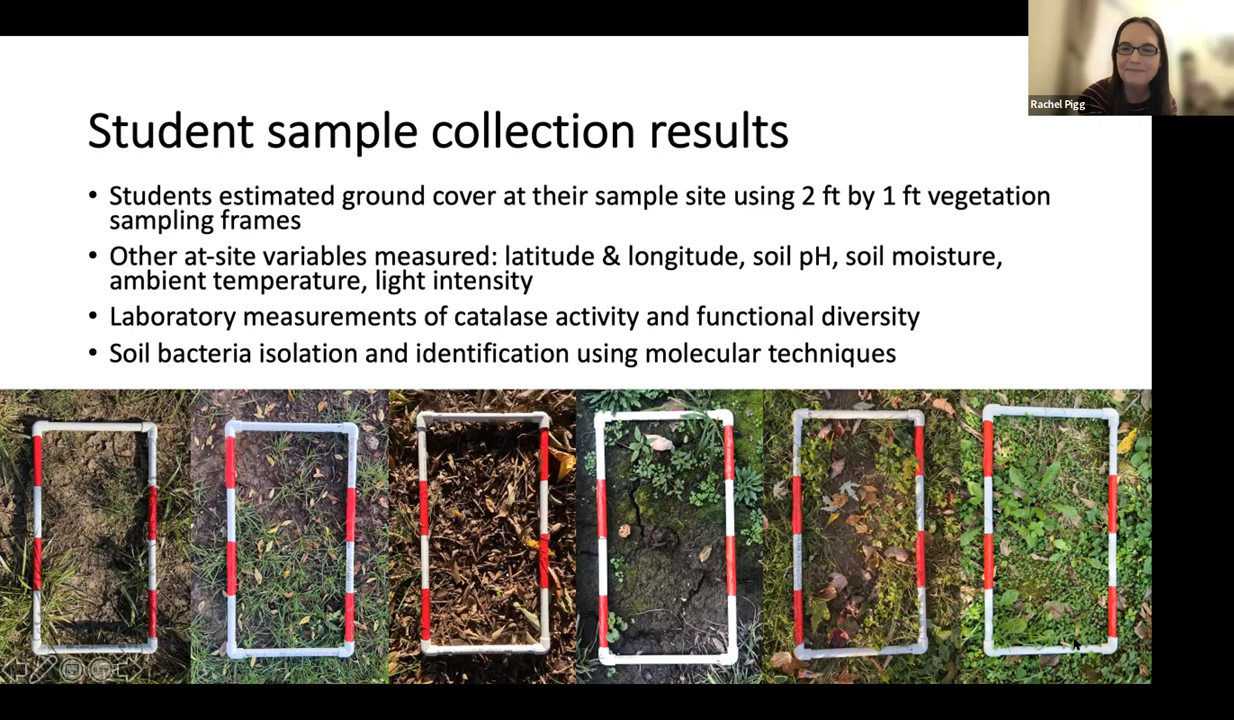 Rachel Pigg
Student sample collection results
• Students estimated ground cover at their sample site using 2 ft by 1 ft vegetation
sampling frames
• Other at-site variables measured: latitude & longitude, soil pH, soil moisture,
ambient temperature, light intensity
• Laboratory measurements of catalase activity and functional diversity
• Soil bacteria isolation and identification using molecular techniques